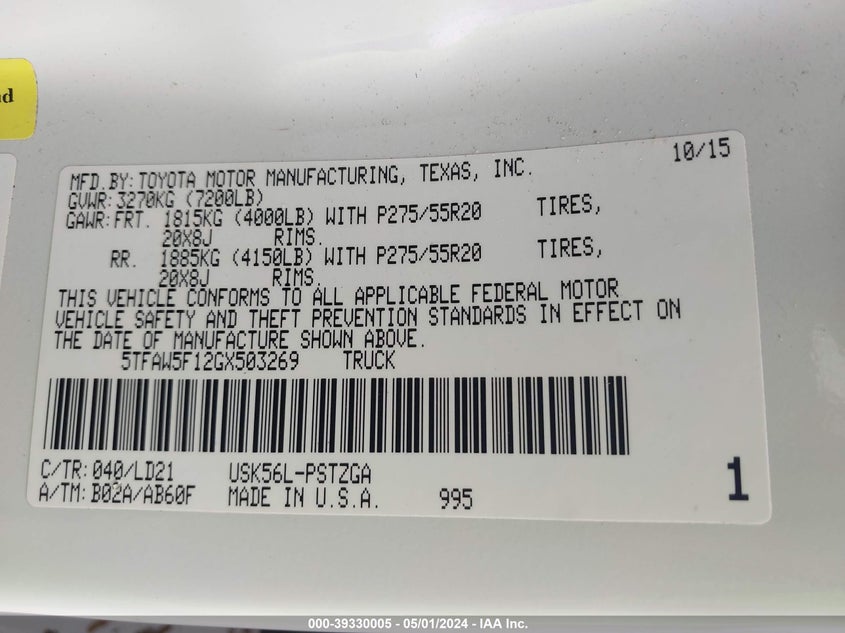 10/15
MFD.BY:TOYOTA MOTOR MANUFACTURING, TEXAS, INC.
GVWR:3270KG (7200LB)
GAWR:FRT. 1815KG (4000LB) WITH P275/55R20 TIRES,
20X8J RIMS.
RR. 1885KG (4150LB) WITH P275/55R20 TIRES,
20X8J RIMS.
THIS VEHICLE CONFORMS TO ALL APPLICABLE FEDERAL MOTOR
VEHICLE SAFETY AND THEFT PREVENTION STANDARDS IN EFFECT ON
THE DATE OF MANUFACTURE SHOWN ABOVE.
5TFAW5F12GX503269 TRUCK
C/TR:040/LD21 USK56L-PSTZGA
A/TM:B02A/AB60F MADE IN U.S.A. 995
1
000-39330005 - 05/01/2024 - IAA Inc.